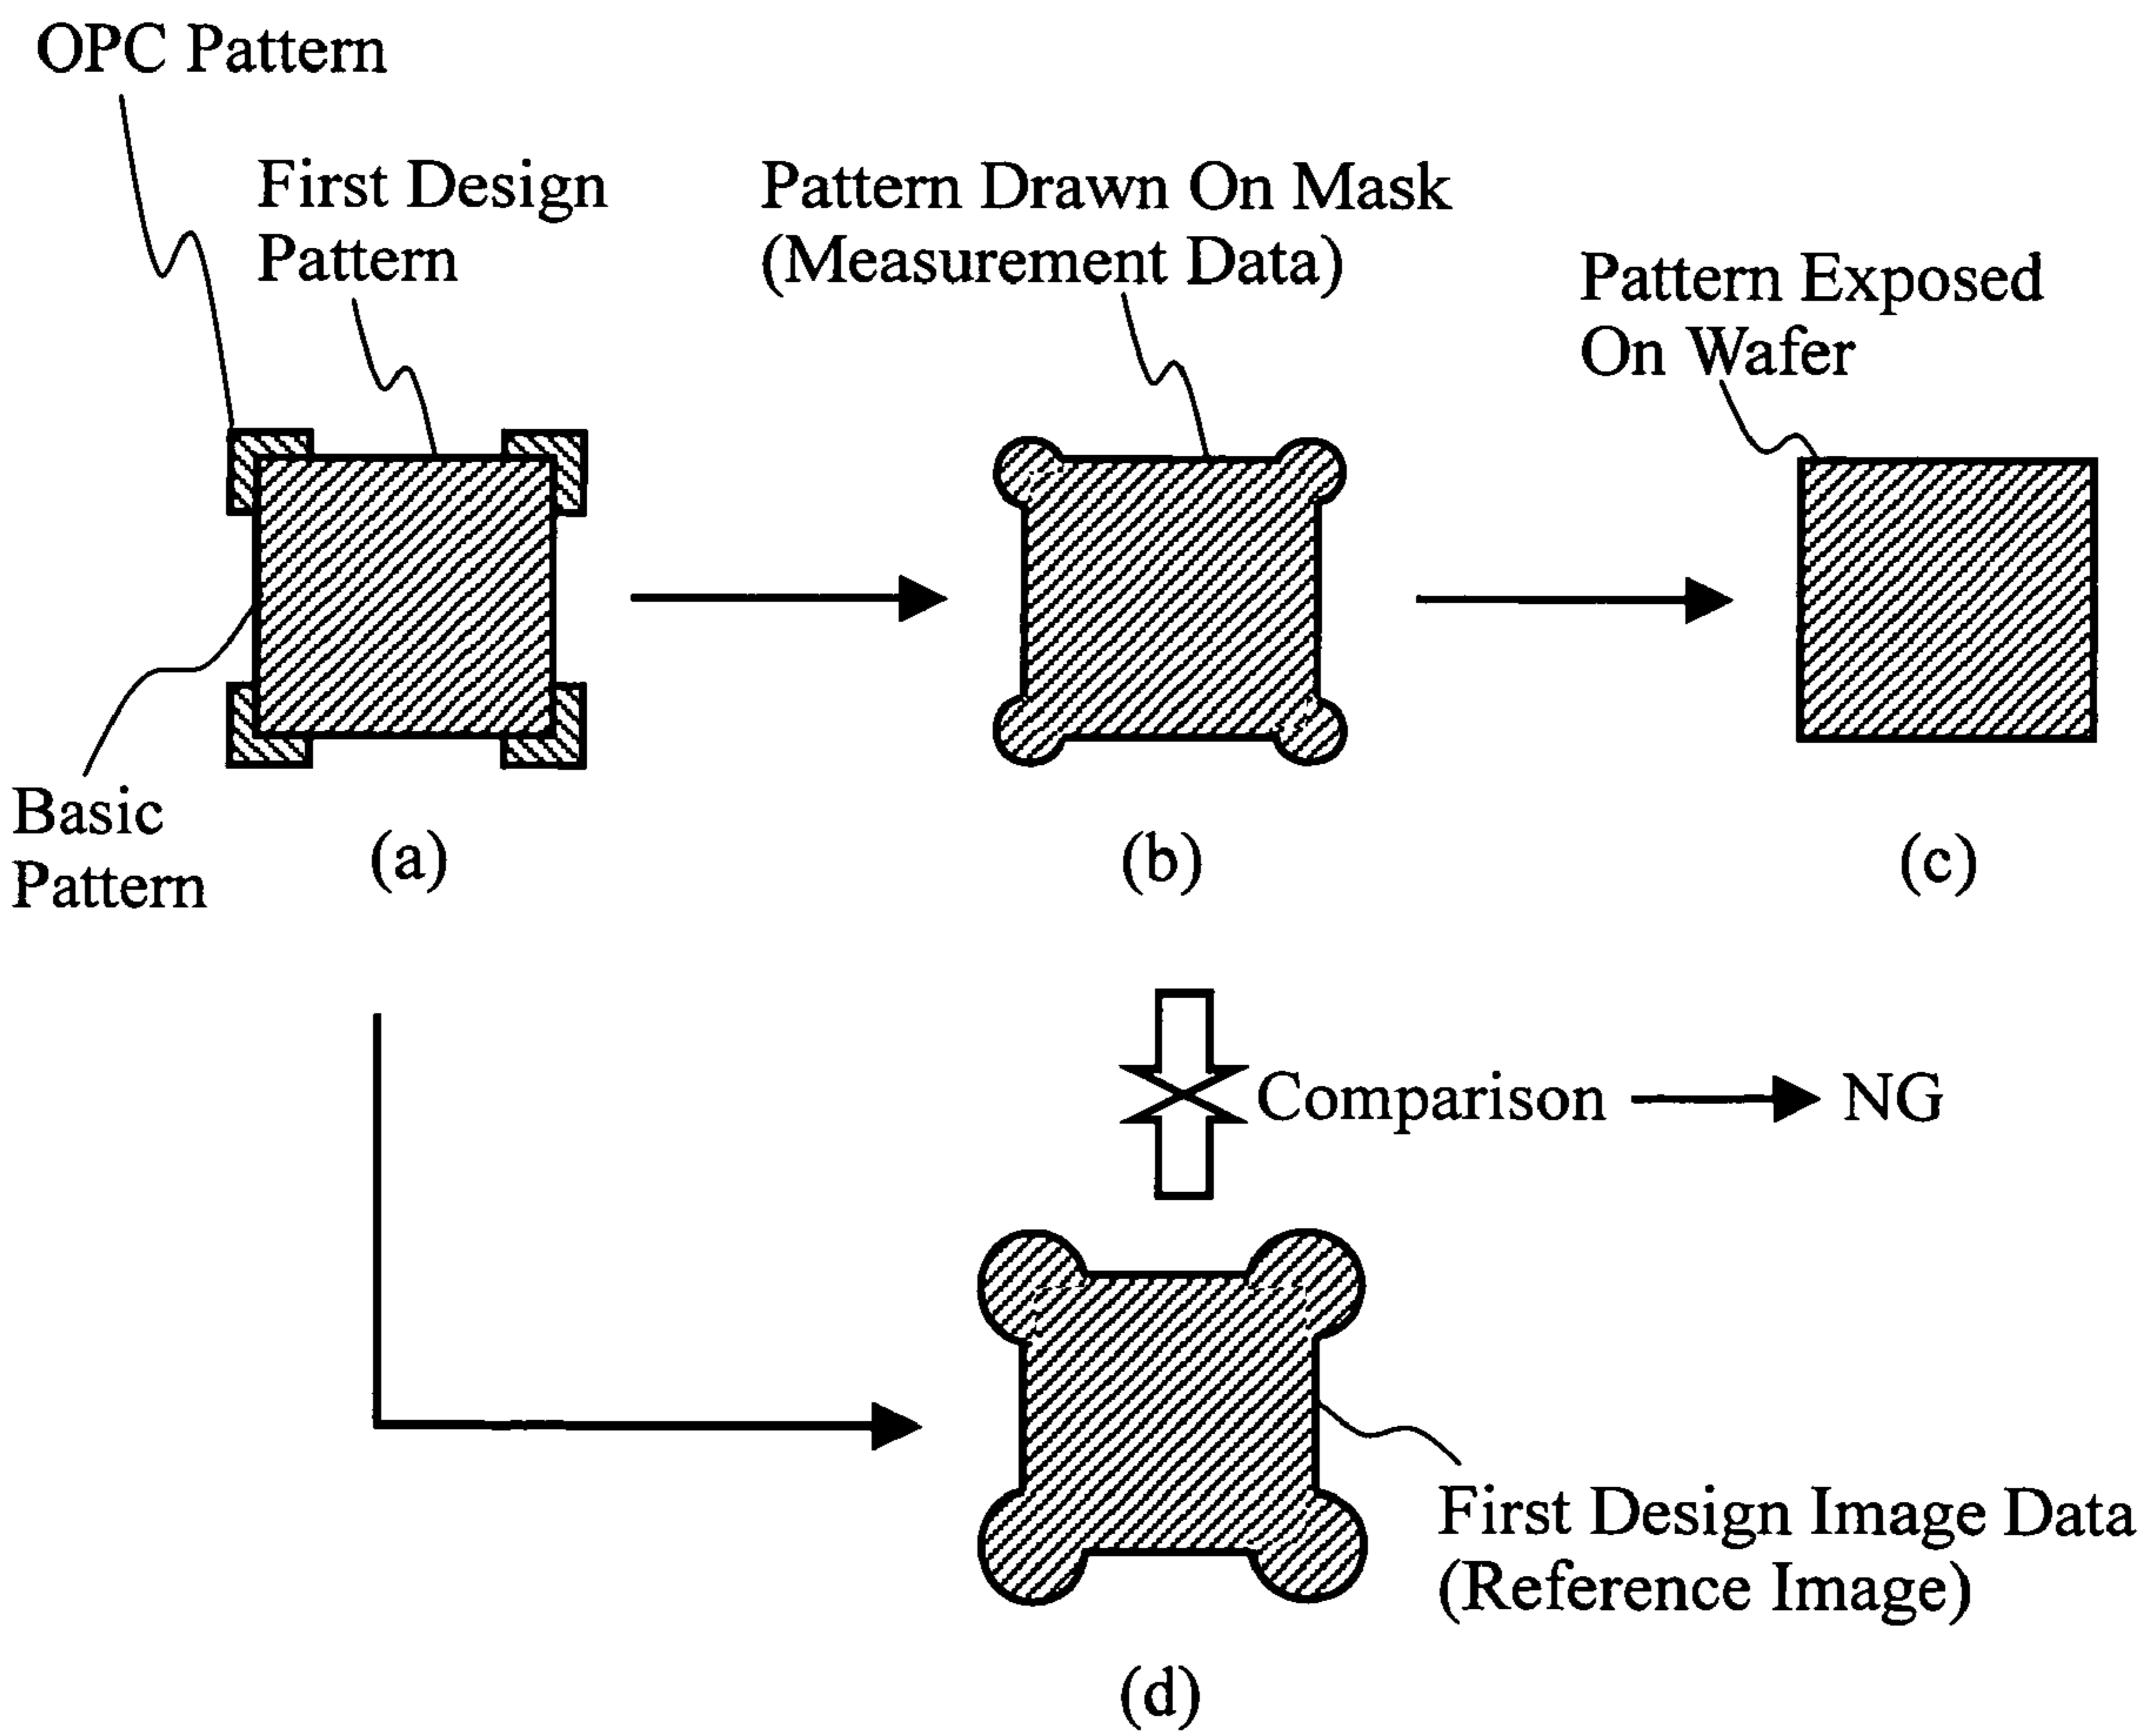 OPC Pattern
First Design
Pattern
Pattern Drawn On Mask
(Measurement Data)
Pattern Exposed
On Wafer
Basic
Pattern
(a)
(b)
(c)
Comparison
NG
First Design Image Data
(Reference Image)
(d)